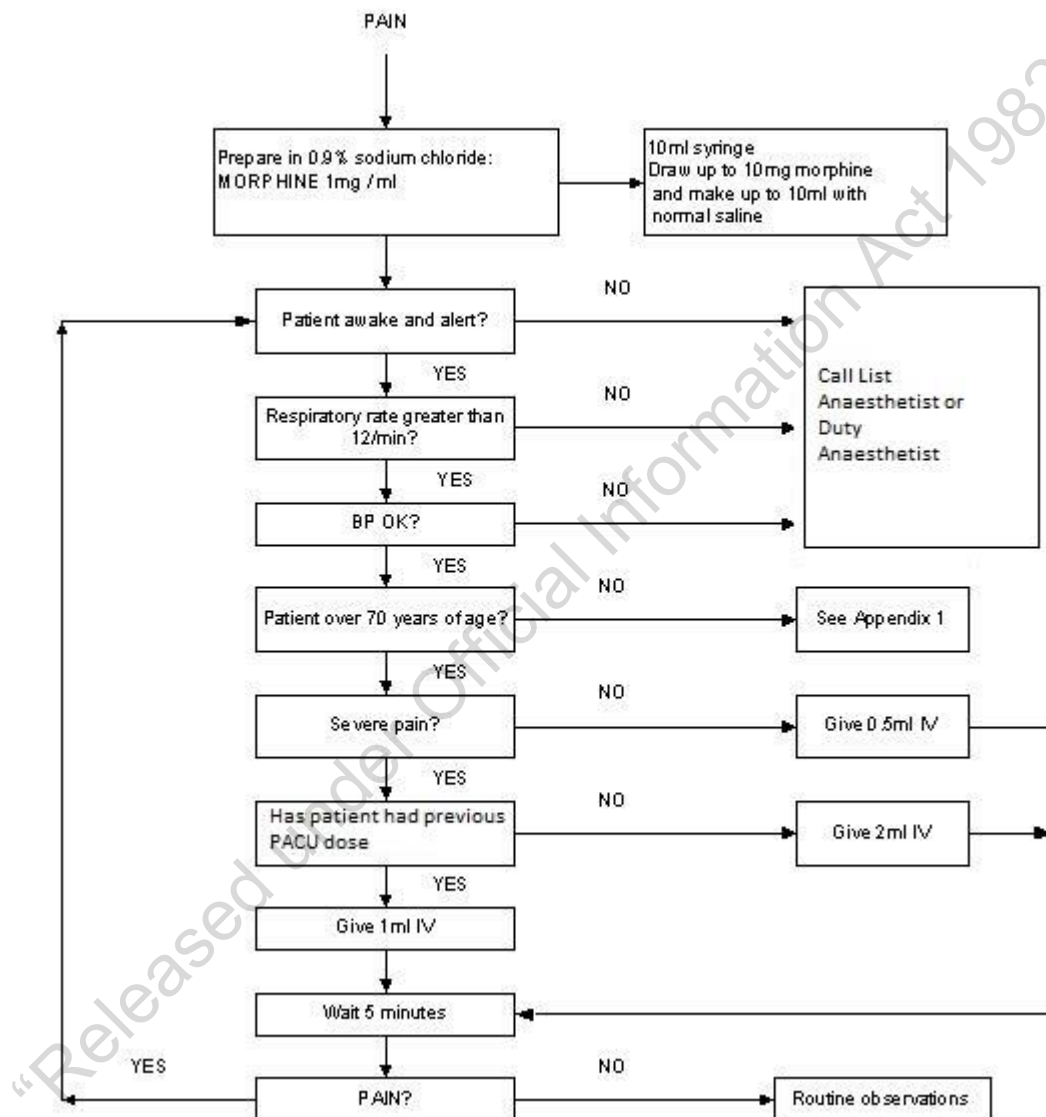 PAIN
Prepare in 0.9% sodium chloride:
MORPHINE 1mg / ml
10ml syringe
Draw up to 10mg morphine
and make up to 10ml with
normal saline
Patient awake and alert?
NO
YES
Call List
Anaesthetist or
Duty
Anaesthetist
Respiratory rate greater than
12/min?
NO
YES
BP OK?
NO
YES
Patient over 70 years of age?
NO
See Appendix 1
YES
Severe pain?
NO
Give 0.5ml IV
YES
Has patient had previous
PACU dose
NO
Give 2ml IV
YES
Give 1ml IV
Wait 5 minutes
YES
PAIN?
NO
Routine observations
“Released under Official Information Act 1982